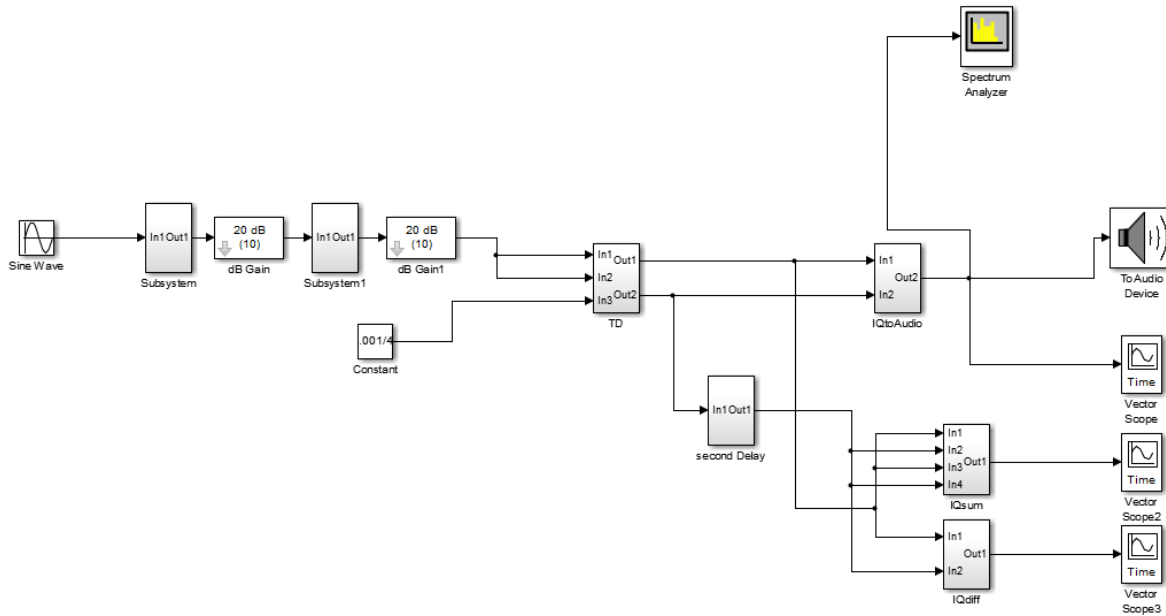 Spectrum
Analyzer
Sine Wave
In1 Out1
Subsystem
20 dB
(10)
dB Gain
In1 Out1
Subsystem1
20 dB
(10)
dB Gain1
.001/4
Constant
In1
In2
In3
Out1
Out2
TD
In1
In2
Out2
IQtoAudio
To Audio
Device
Time
Vector
Scope
In1 Out1
second Delay
In1
In2
In3
In4
Out1
IQsum
Time
Vector
Scope2
In1
In2
Out1
IQdiff
Time
Vector
Scope3